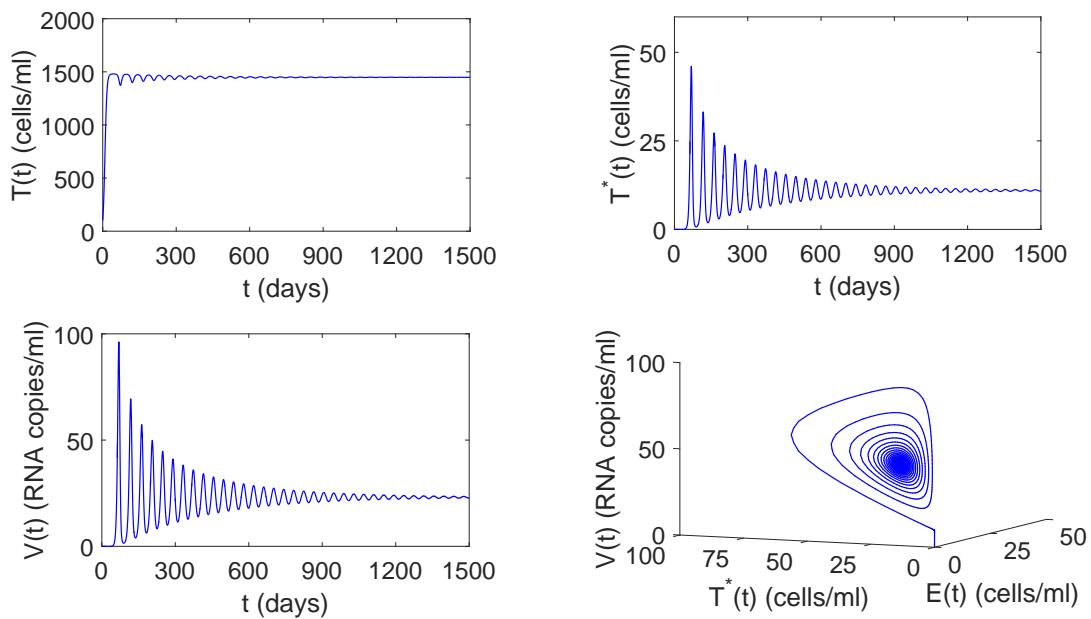 T(t) (cells/ml)
2000
1500
1000
500
0
0 300 600 900 1200 1500
t (days)
T*(t) (cells/ml)
50
25
0
0 300 600 900 1200 1500
t (days)
V(t) (RNA copies/ml)
100
50
0
0 300 600 900 1200 1500
t (days)
V(t) (RNA copies/ml)
100
50
0
100 75 50 25 0
T*(t) (cells/ml)
0 25 50
E(t) (cells/ml)